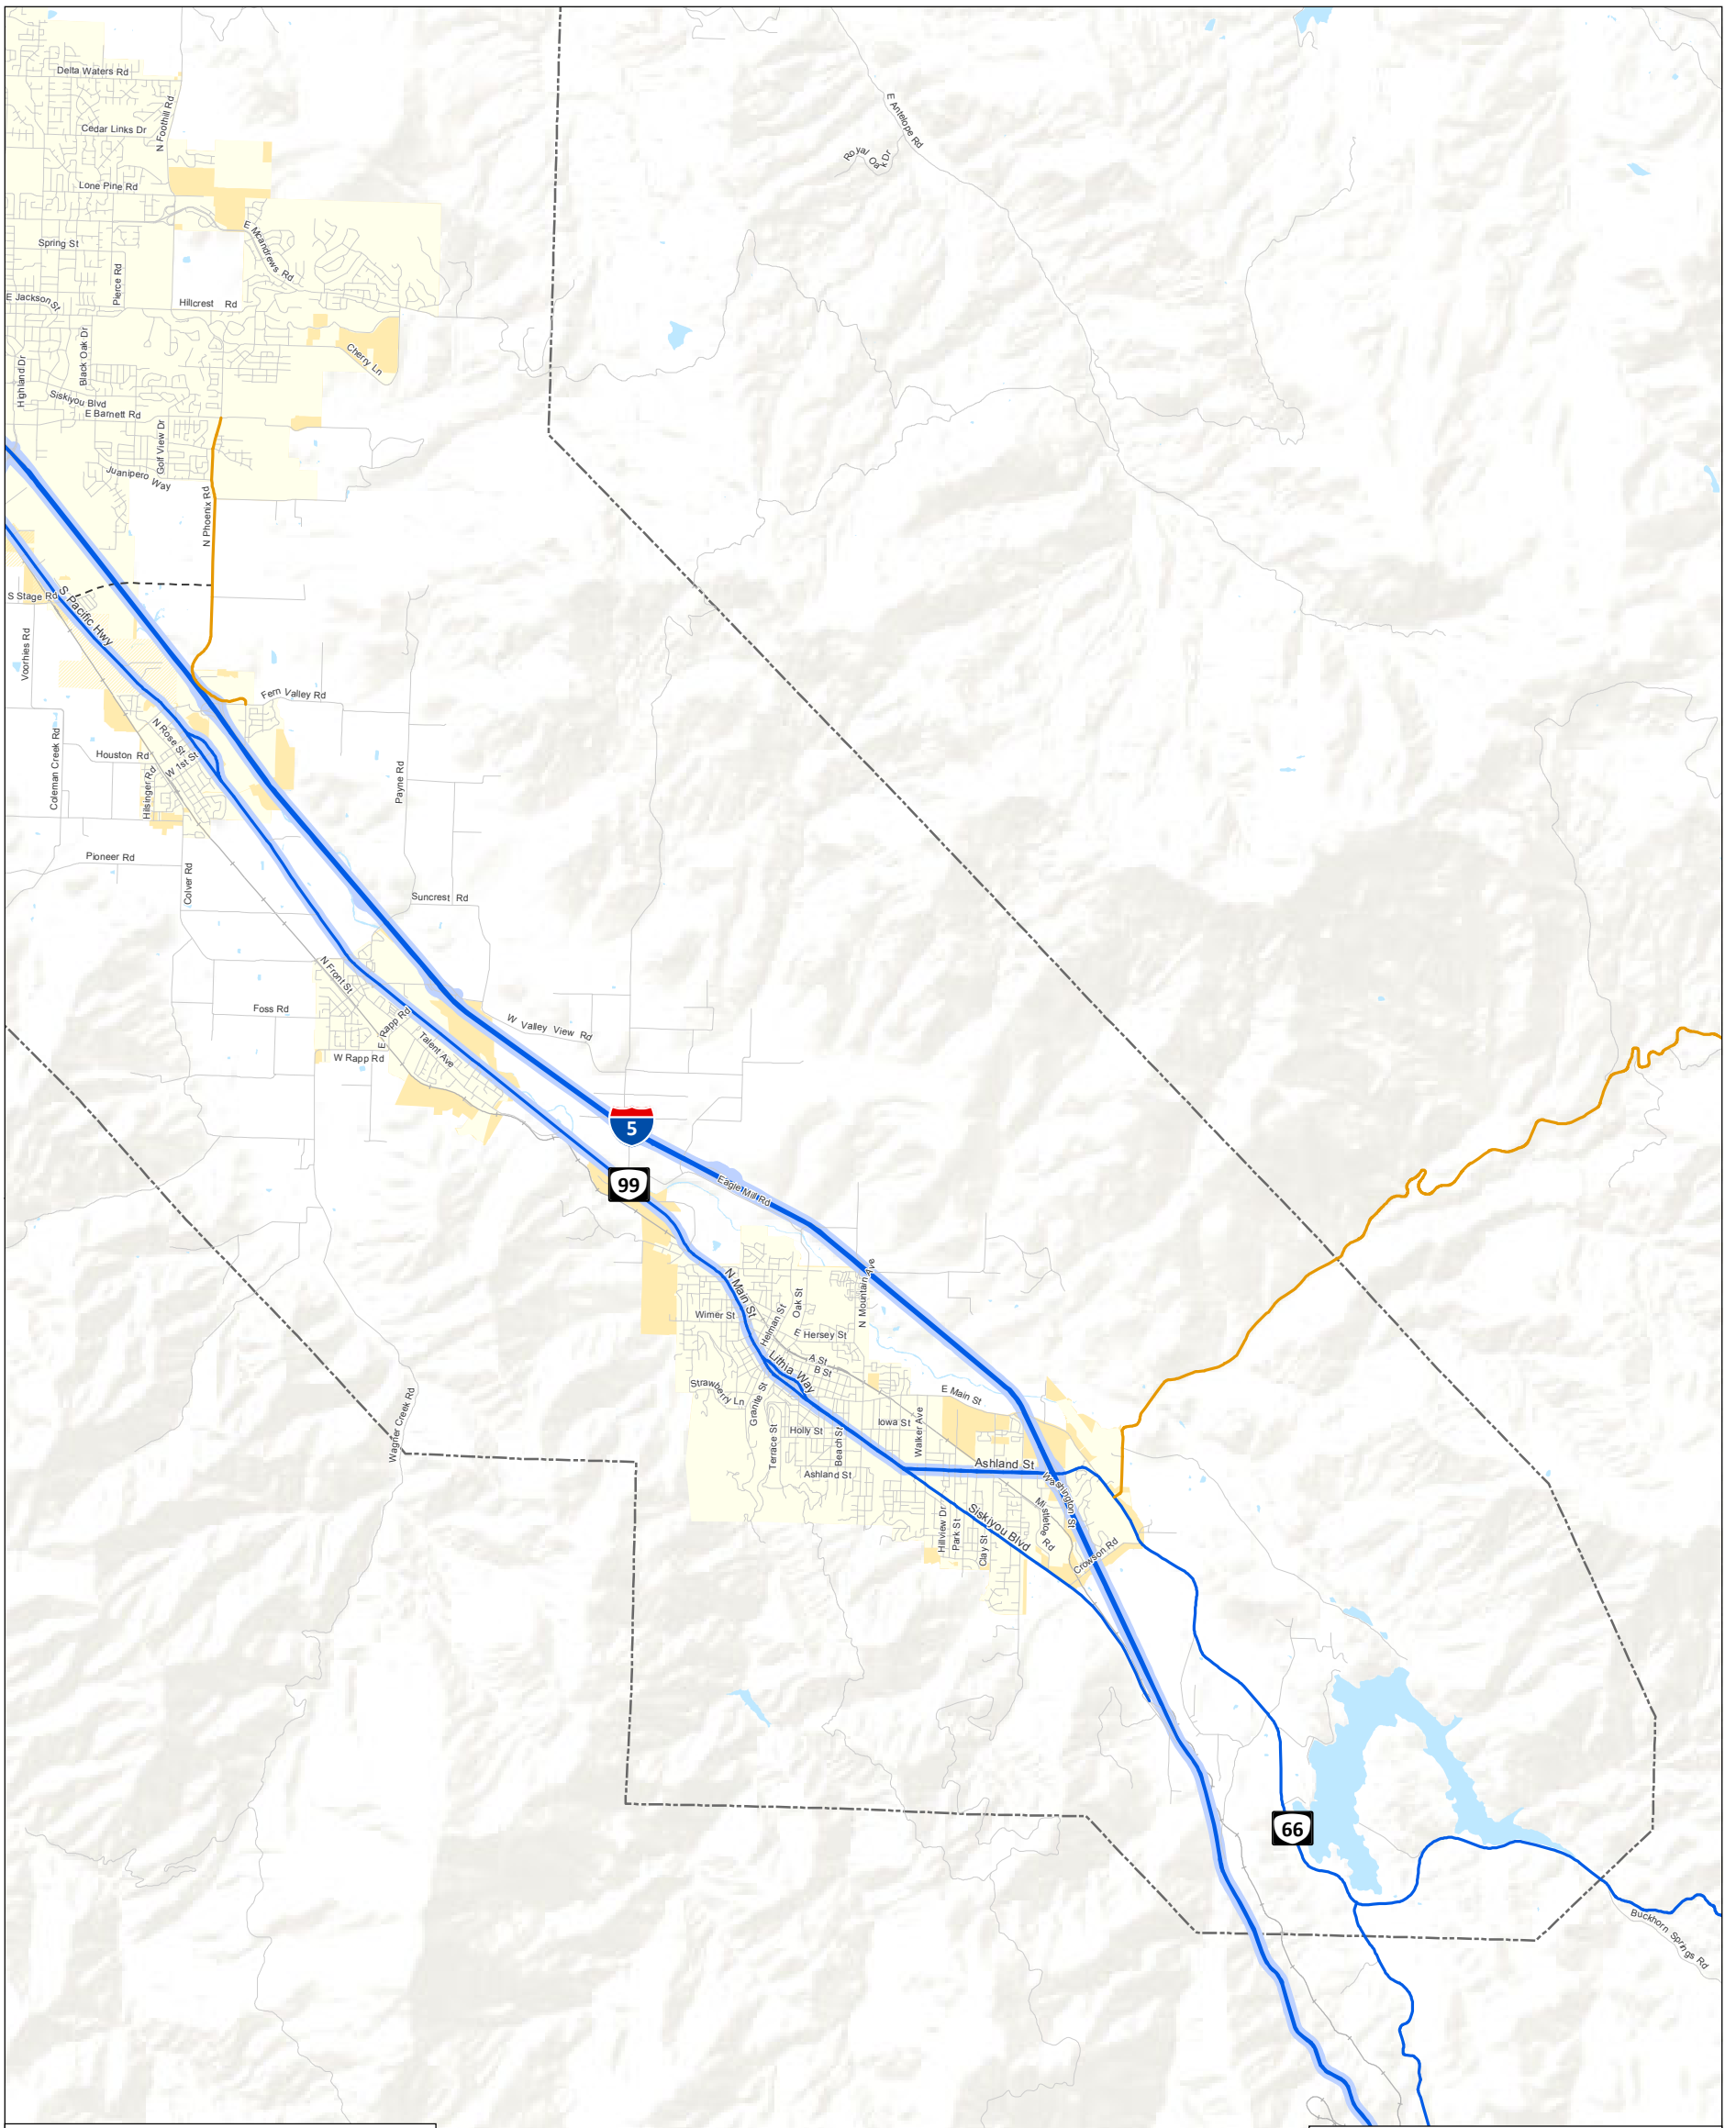 Delta Waters Rd
N Foothill Rd
Cedar Links Dr
E Antelope Rd
Royal Oak Dr
Lone Pine Rd
E Mcandrews Rd
Spring St
Pierce Rd
E Jackson St
Hillcrest Rd
Black Oak Dr
Highland Dr
Cherry Ln
Siskiyou Blvd
E Barnett Rd
Golf View Dr
Juanipero Way
N Phoenix Rd
S Stage Rd
S Pacific Hwy
Voorhies Rd
Fern Valley Rd
N Rose St
W 1st St
Houston Rd
Coleman Creek Rd
Hilsinger Rd
Payne Rd
Pioneer Rd
Colver Rd
Suncrest Rd
N Front St
Foss Rd
E Rapp Rd
Talent Ave
W Valley View Rd
W Rapp Rd
5
99
Eagle Mill Rd
N Mountain Ave
N Main St
Oak St
Wimer St
Helman St
E Hersey St
A St
B St
Lithia Way
Strawberry Ln
Granite St
E Main St
Iowa St
Walker Ave
Holly St
Terrace St
Beach St
Wagner Creek Rd
Ashland St
Ashland St
Washington St
Mistletoe Rd
Siskiyou Blvd
Hillview Dr
Park St
Clay St
Crowson Rd
66
Buckhorn Springs Rd